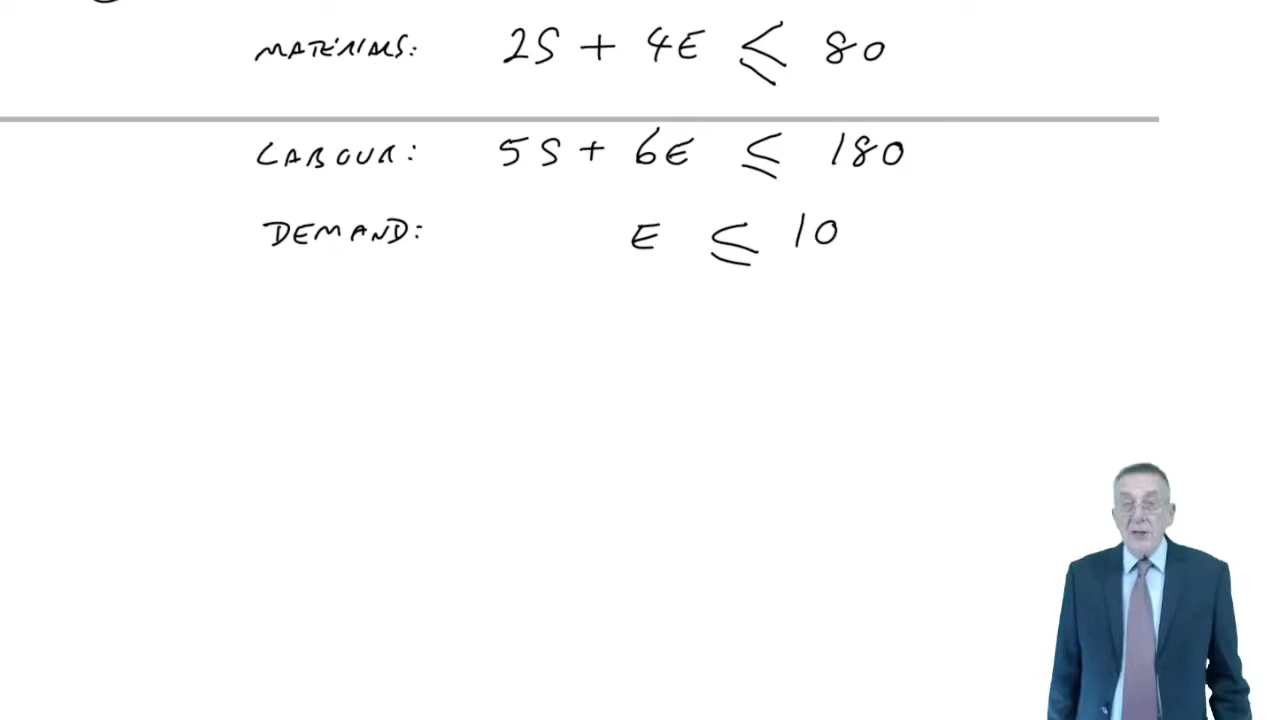 MATERIALS: 2S + 4E ≤ 80
LABOUR: 5S + 6E ≤ 180
DEMAND: E ≤ 10